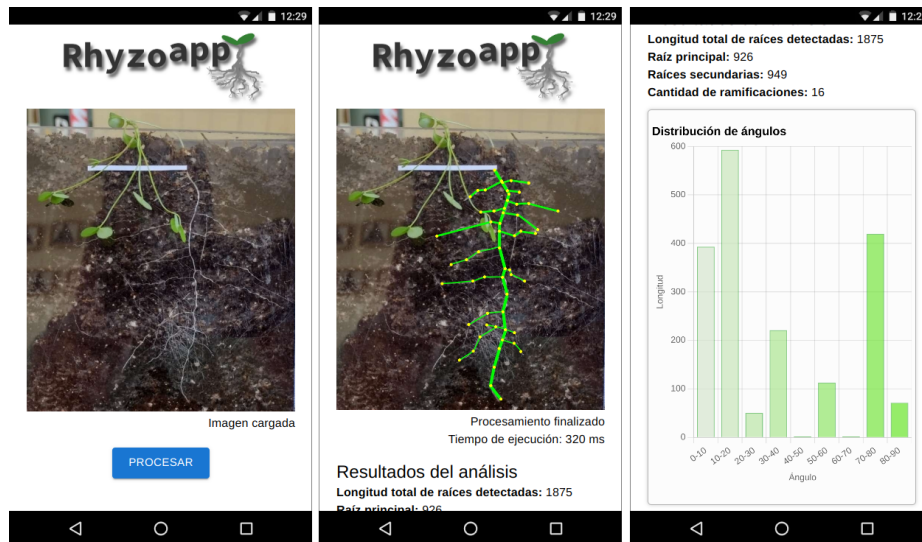 12:29
Rhyzoapp
Imagen cargada
PROCESAR
12:29
Rhyzoapp
Procesamiento finalizado
Tiempo de ejecución: 320 ms
Resultados del análisis
Longitud total de raíces detectadas: 1875
Raíz principal: 926
12:2
Longitud total de raíces detectadas: 1875
Raíz principal: 926
Raíces secundarias: 949
Cantidad de ramificaciones: 16
Distribución de ángulos
600
500
400
300
200
100
0
Longitud
0-10 10-20 20-30 30-40 40-50 50-60 60-70 70-80 80-90
Ángulo